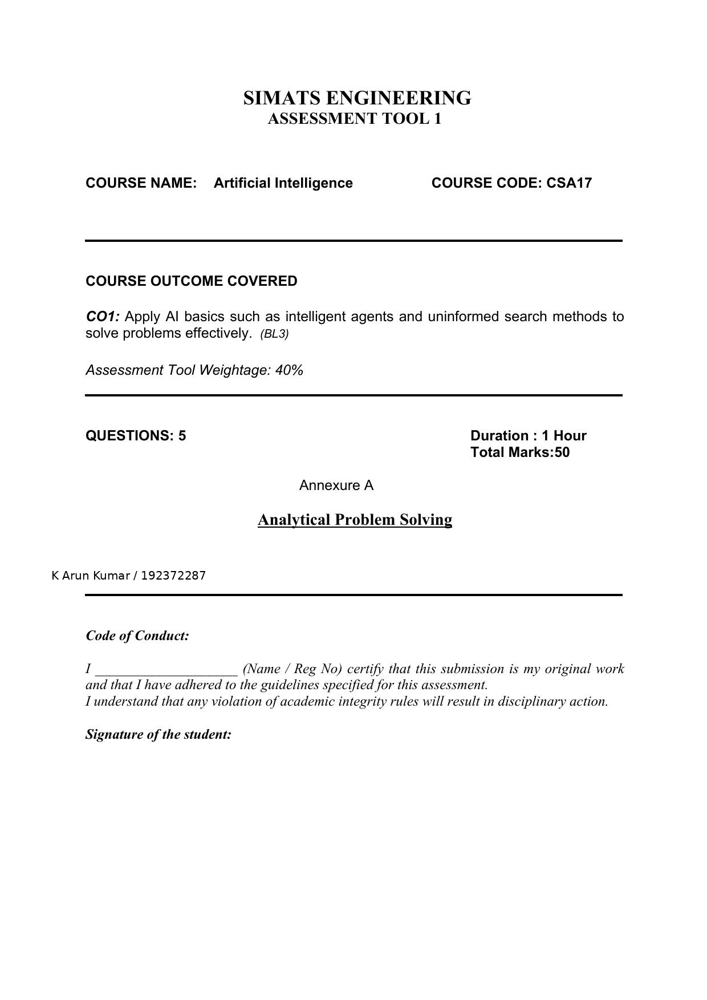 SIMATS ENGINEERING
ASSESSMENT TOOL 1
COURSE NAME: Artificial Intelligence COURSE CODE: CSA17
COURSE OUTCOME COVERED
CO1: Apply AI basics such as intelligent agents and uninformed search methods to
solve problems effectively. (BL3)
Assessment Tool Weightage: 40%
QUESTIONS: 5 Duration : 1 Hour
Total Marks:50
Annexure A
Analytical Problem Solving
K Arun Kumar / 192372287
Code of Conduct:
I ____________________ (Name / Reg No) certify that this submission is my original work
and that I have adhered to the guidelines specified for this assessment.
I understand that any violation of academic integrity rules will result in disciplinary action.
Signature of the student: